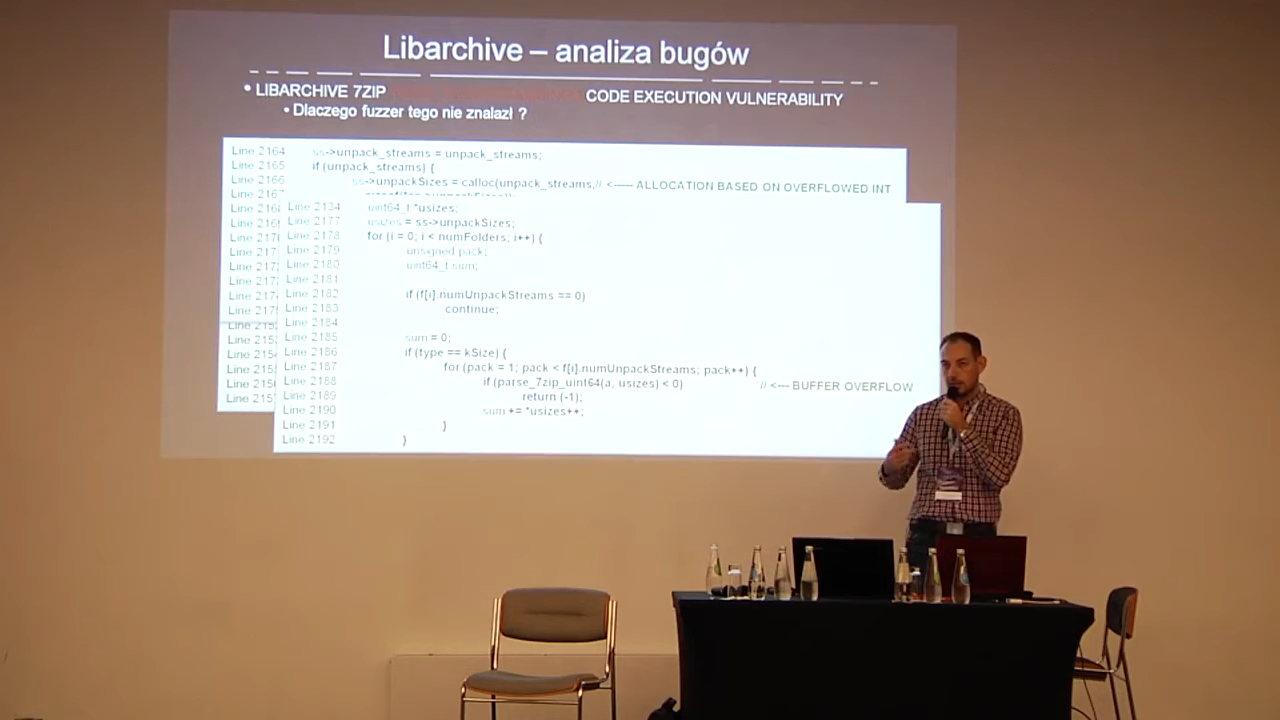 Libarchive – analiza bugów
• LIBARCHIVE 7ZIP CODE EXECUTION VULNERABILITY
• Dlaczego fuzzer tego nie znalazł ?
Line 2164 ss->unpack_streams = unpack_streams;
Line 2165 if (unpack_streams) {
Line 2166 ss->unpackSizes = calloc(unpack_streams,// <----- ALLOCATION BASED ON OVERFLOWED INT
Line 2134 uint64_t *usizes;
Line 2177 usizes = ss->unpackSizes;
Line 2178 for (i = 0; i < numFolders; i++) {
Line 2179 unsigned pack;
Line 2180 uint64_t sum;
Line 2181
Line 2182 if (f[i].numUnpackStreams == 0)
Line 2183 continue;
Line 2184
Line 2185 sum = 0;
Line 2186 if (type == kSize) {
Line 2187 for (pack = 1; pack < f[i].numUnpackStreams; pack++) {
Line 2188 if (parse_7zip_uint64(a, usizes) < 0) // <--- BUFFER OVERFLOW
Line 2189 return (-1);
Line 2190 sum += *usizes++;
Line 2191 }
Line 2192 }